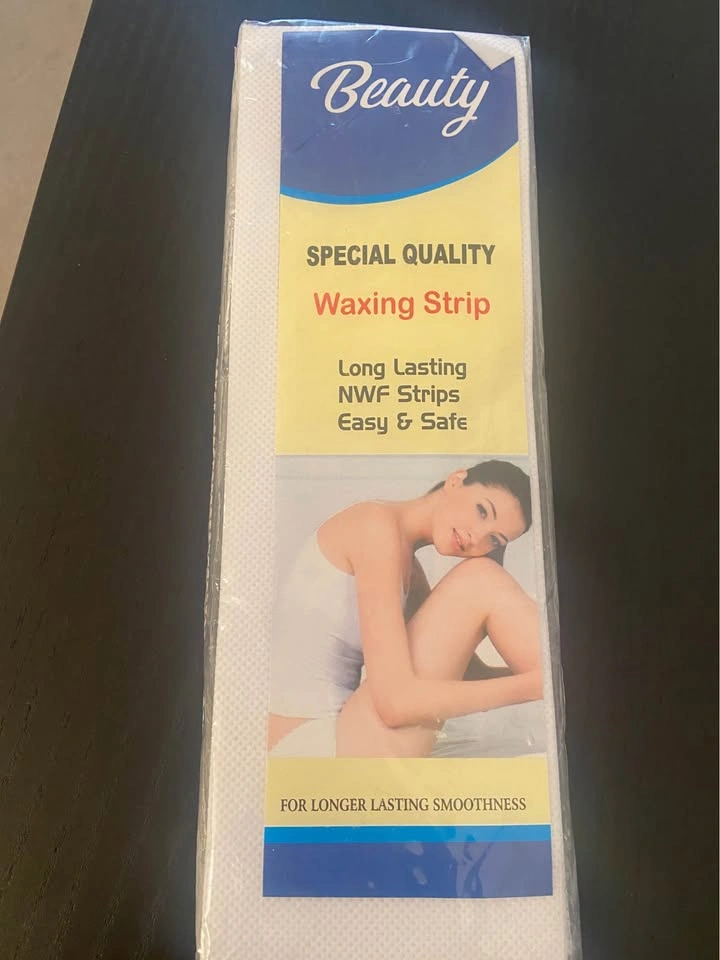 Beauty
SPECIAL QUALITY
Waxing Strip
Long Lasting
NWF Strips
Easy & Safe
FOR LONGER LASTING SMOOTHNESS